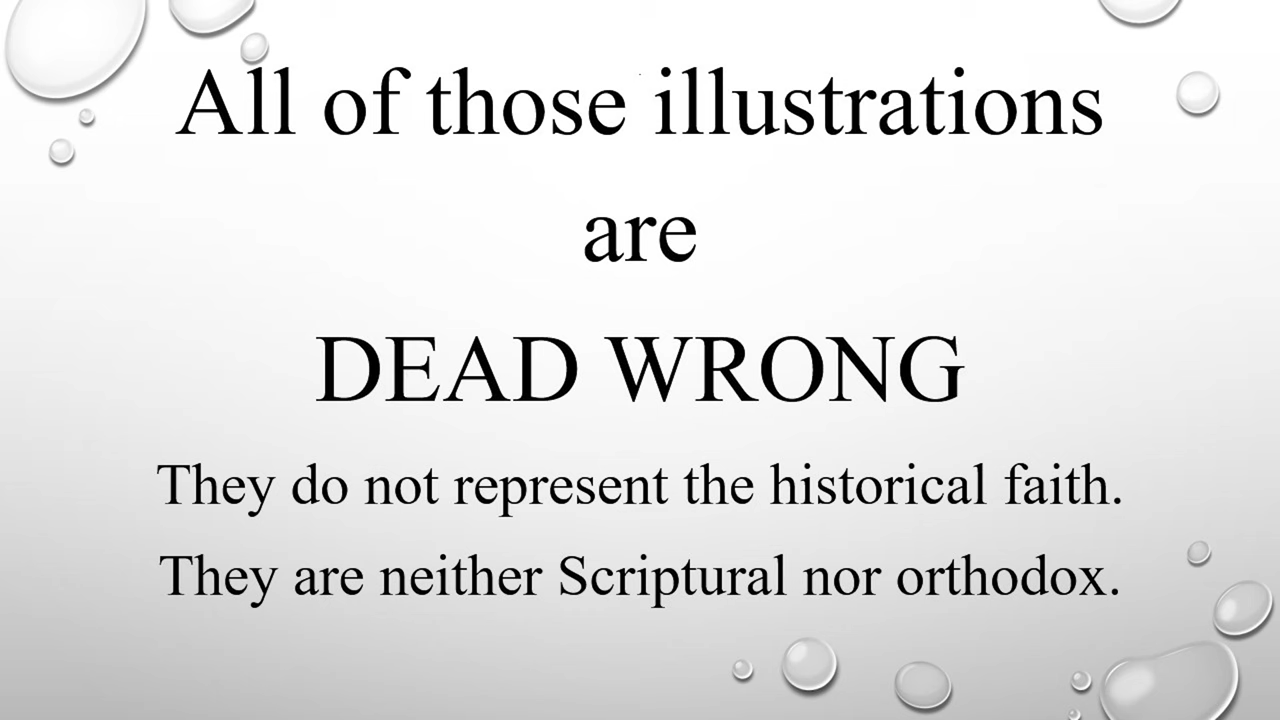 All of those illustrations
are
DEAD WRONG
They do not represent the historical faith.
They are neither Scriptural nor orthodox.